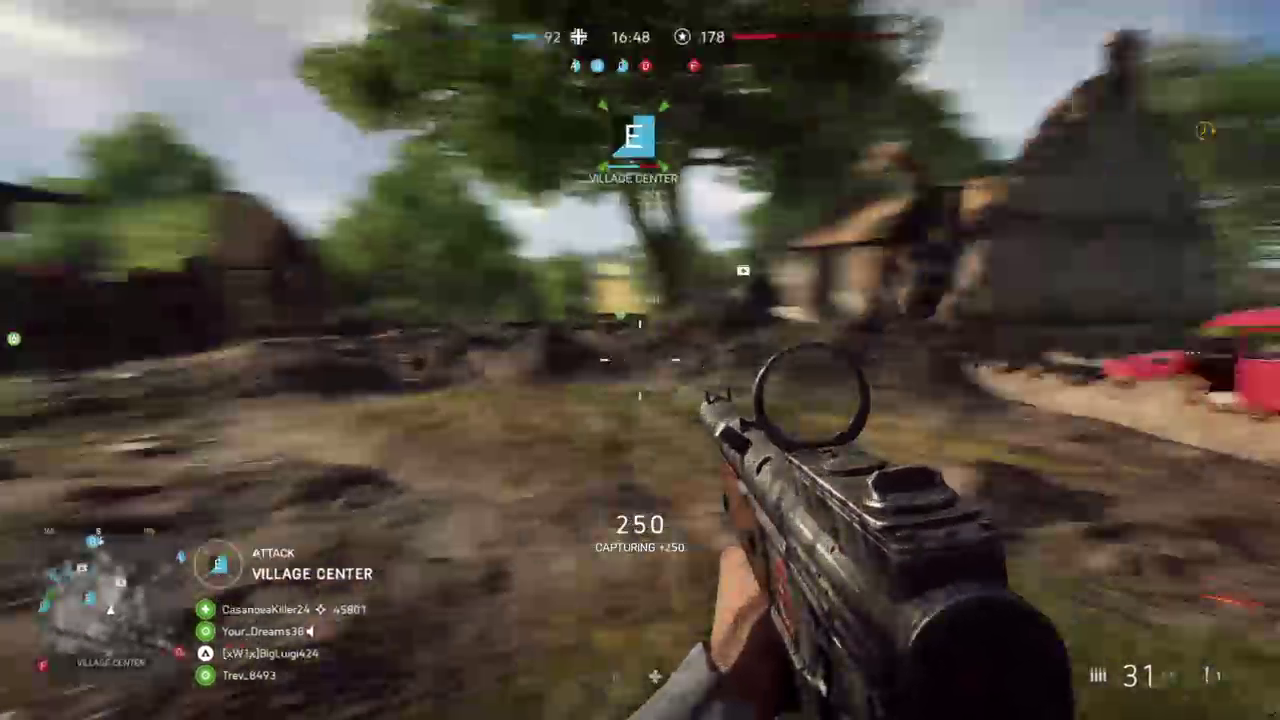 92 16:48 178
D F
E
VILLAGE CENTER
250
CAPTURING +250
ATTACK
E
VILLAGE CENTER
CasanovaKiller24 45801
Your_Dreams38
[xW1x]BigLuigi424
Trev_8493
VILLAGE CENTER
F
31